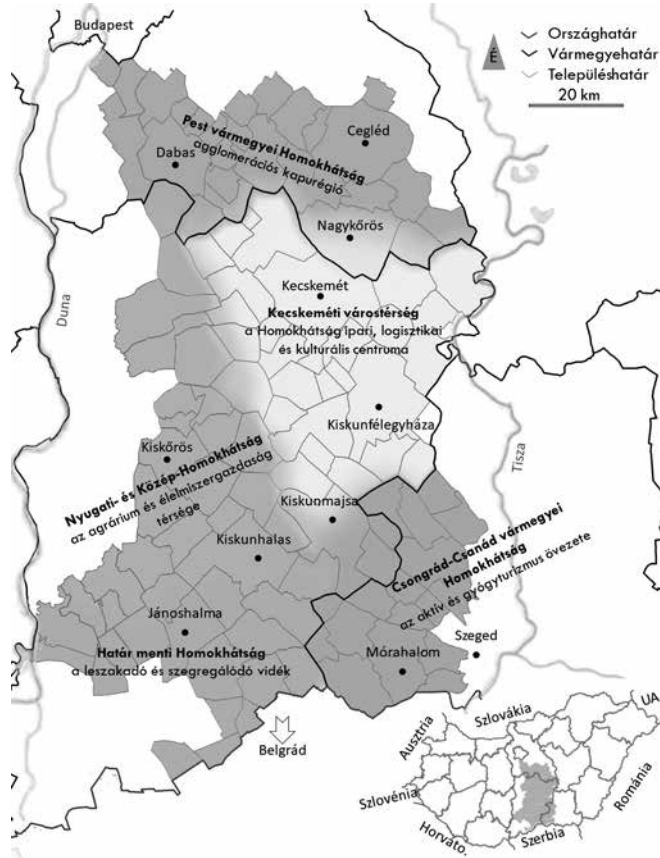 Budapest
É
Országhatár
Vármegyehatár
Településhatár
20 km
Pest vármegyei Homokhátság
agglomerációs kapurégió
Cegléd
Dabas
Nagykőrös
Kecskemét
Kecskeméti várostérség
a Homokhátság ipari, logisztikai
és kulturális centruma
Duna
Kiskunfélegyháza
Kiskőrös
Tisza
Nyugati- és Közép-Homokhátság
az agrárium és élelmiszergazdaság
térsége
Kiskunmajsa
Kiskunhalas
Csongrád-Csanád vármegyei
Homokhátság
az aktív és gyógyturizmus övezete
Jánoshalma
Szeged
Határ menti Homokhátság
a leszakadó és szegregálódó vidék
Mórahalom
Belgrád
Ausztria
Szlovákia
UA
Szlovénia
Románia
Horváto.
Szerbia